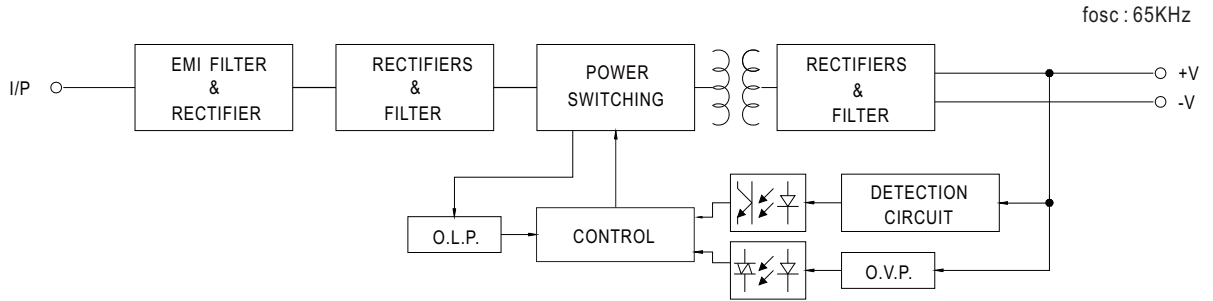 fosc : 65KHz
I/P
EMI FILTER
&
RECTIFIER
RECTIFIERS
&
FILTER
POWER
SWITCHING
RECTIFIERS
&
FILTER
+V
-V
DETECTION
CIRCUIT
O.L.P.
CONTROL
O.V.P.